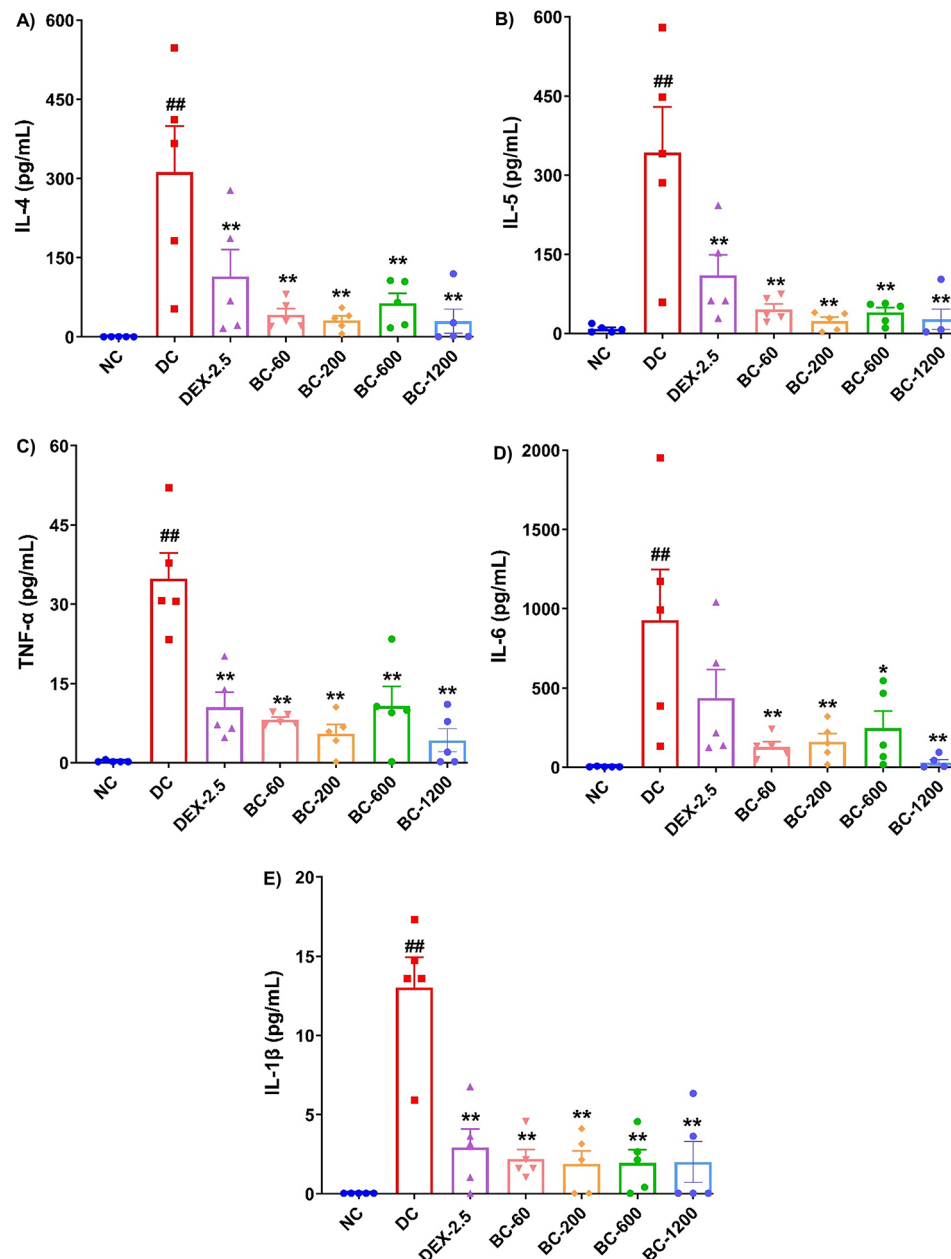 A)
IL-4 (pg/mL)
600
450
300
150
0
##
**
**
**
**
**
NC
DC
DEX-2.5
BC-60
BC-200
BC-600
BC-1200
B)
IL-5 (pg/mL)
600
450
300
150
0
##
**
**
**
**
**
NC
DC
DEX-2.5
BC-60
BC-200
BC-600
BC-1200
C)
TNF-α (pg/mL)
60
45
30
15
0
##
**
**
**
**
**
NC
DC
DEX-2.5
BC-60
BC-200
BC-600
BC-1200
D)
IL-6 (pg/mL)
2000
1500
1000
500
0
##
**
**
*
**
NC
DC
DEX-2.5
BC-60
BC-200
BC-600
BC-1200
E)
IL-1β (pg/mL)
20
15
10
5
0
##
**
**
**
**
**
NC
DC
DEX-2.5
BC-60
BC-200
BC-600
BC-1200